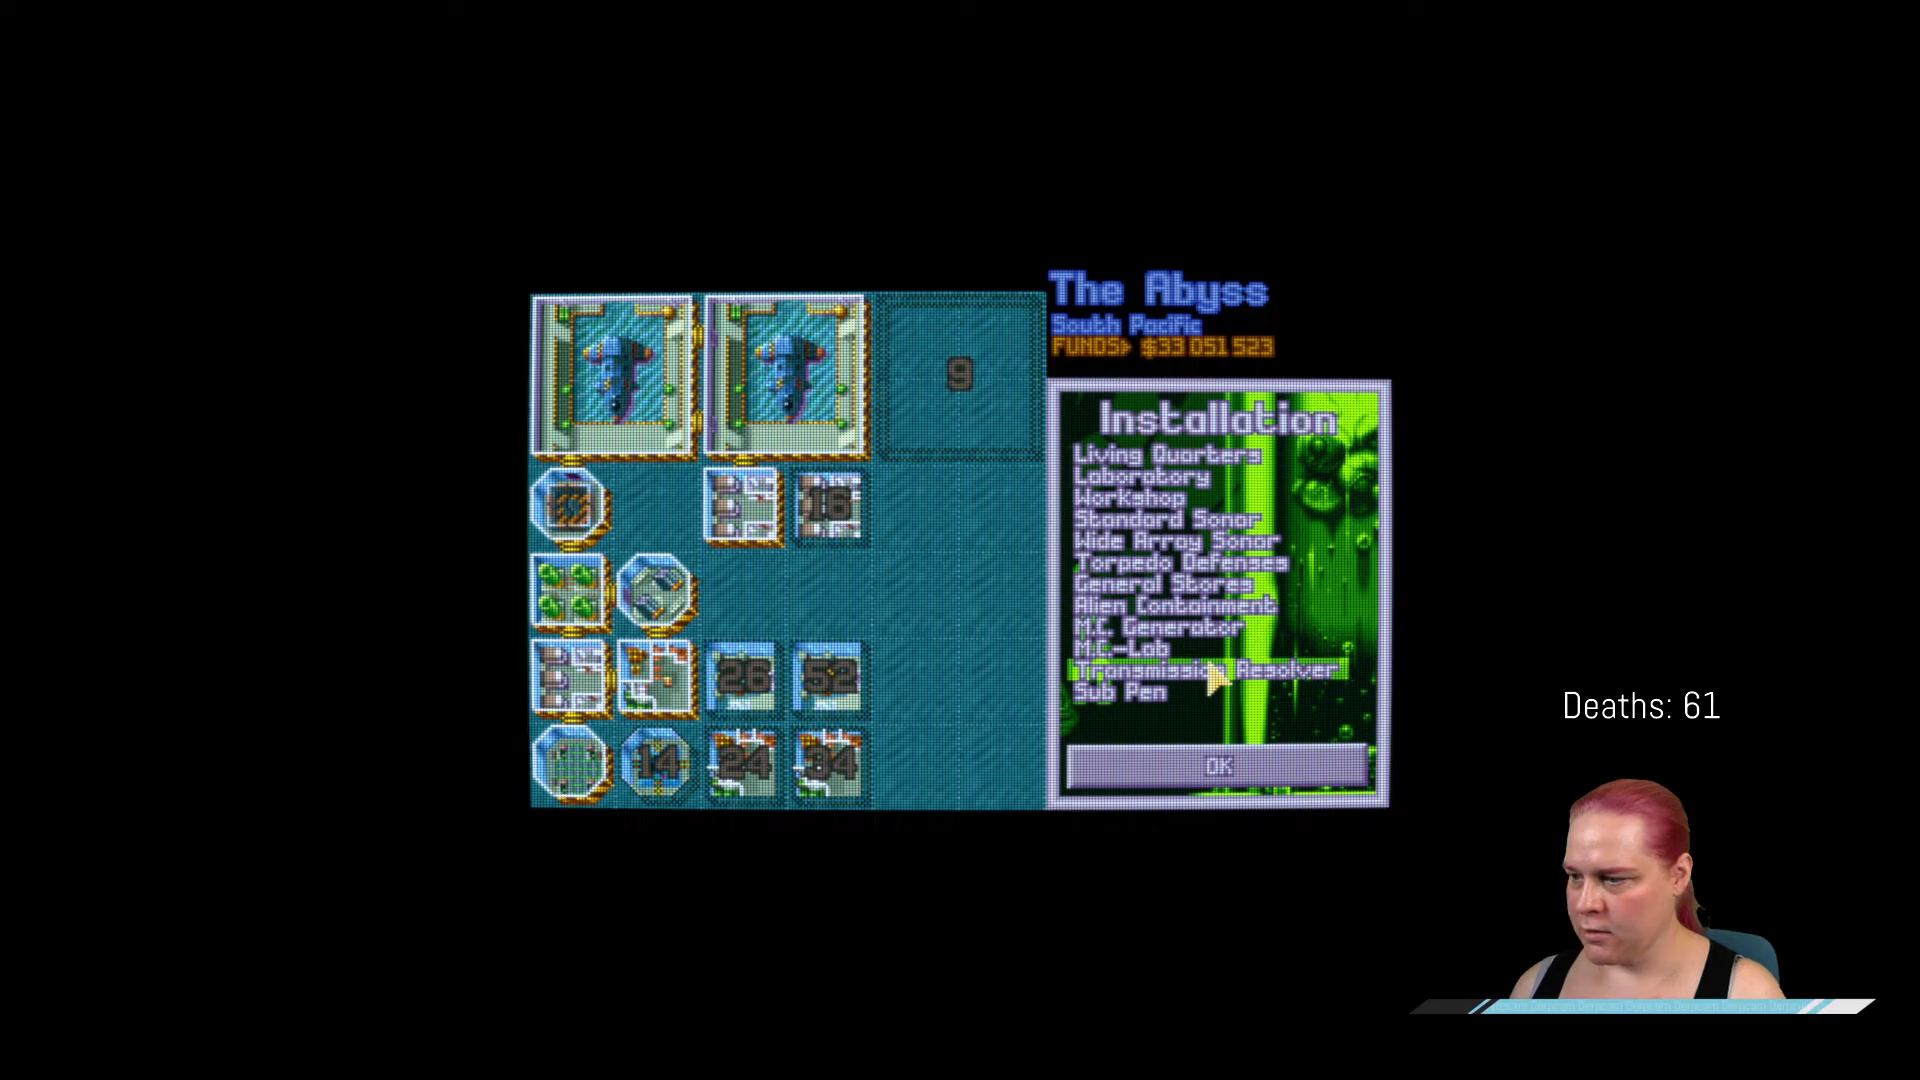 The Abyss
South Pacific
FUNDS> $33 051 523
9
Installation
Living Quarters
Laboratory
Workshop
Standard Sonar
Wide Array Sonar
Torpedo Defenses
General Stores
Alien Containment
M.C. Generator
M.C.-Lab
Transmission Resolver
Sub Pen
OK
16
26 52
14 24 34
Deaths: 61